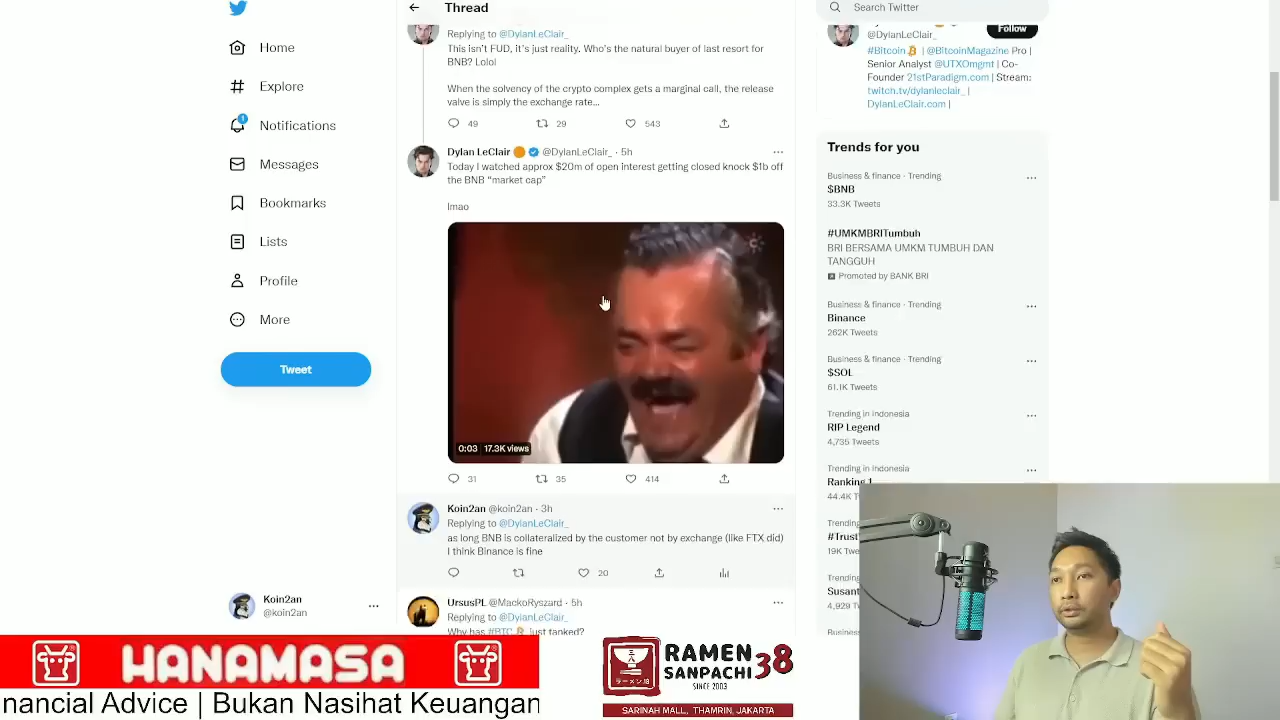 Thread
Search Twitter
Home
Explore
Notifications
1
Messages
Bookmarks
Lists
Profile
More
Tweet
Koin2an
@koin2an
Replying to @DylanLeClair_
This isn't FUD, it's just reality. Who's the natural buyer of last resort for
BNB? Lolol
When the solvency of the crypto complex gets a marginal call, the release
valve is simply the exchange rate...
49 29 543
Dylan LeClair @DylanLeClair_ · 5h
Today I watched approx $20m of open interest getting closed knock $1b off
the BNB "market cap"
lmao
0:03 17.3K views
31 35 414
Koin2an @koin2an · 3h
Replying to @DylanLeClair_
as long BNB is collateralized by the customer not by exchange (like FTX did)
I think Binance is fine
20
UrsusPL @MackoRyszard · 5h
Replying to @DylanLeClair_
Why has #BTC just tanked?
@DylanLeClair_
Follow
#Bitcoin | @BitcoinMagazine Pro |
Senior Analyst @UTXOmgmt | Co-
Founder 21stParadigm.com | Stream:
twitch.tv/dylanleclair_ |
DylanLeClair.com |
Trends for you
Business & finance · Trending
$BNB
33.3K Tweets
#UMKMBRITumbuh
BRI BERSAMA UMKM TUMBUH DAN
TANGGUH
Promoted by BANK BRI
Business & finance · Trending
Binance
262K Tweets
Business & finance · Trending
$SOL
61.1K Tweets
Trending in Indonesia
RIP Legend
4,735 Tweets
Trending in Indonesia
Ranking 1
44.4K T
Trendin
#Trust
19K Twe
Trending
Susant
4,929 T
Busines
HANAMASA
RAMEN
SANPACHI 38
SINCE 2003
SARINAH MALL, THAMRIN, JAKARTA
nancial Advice | Bukan Nasihat Keuangan